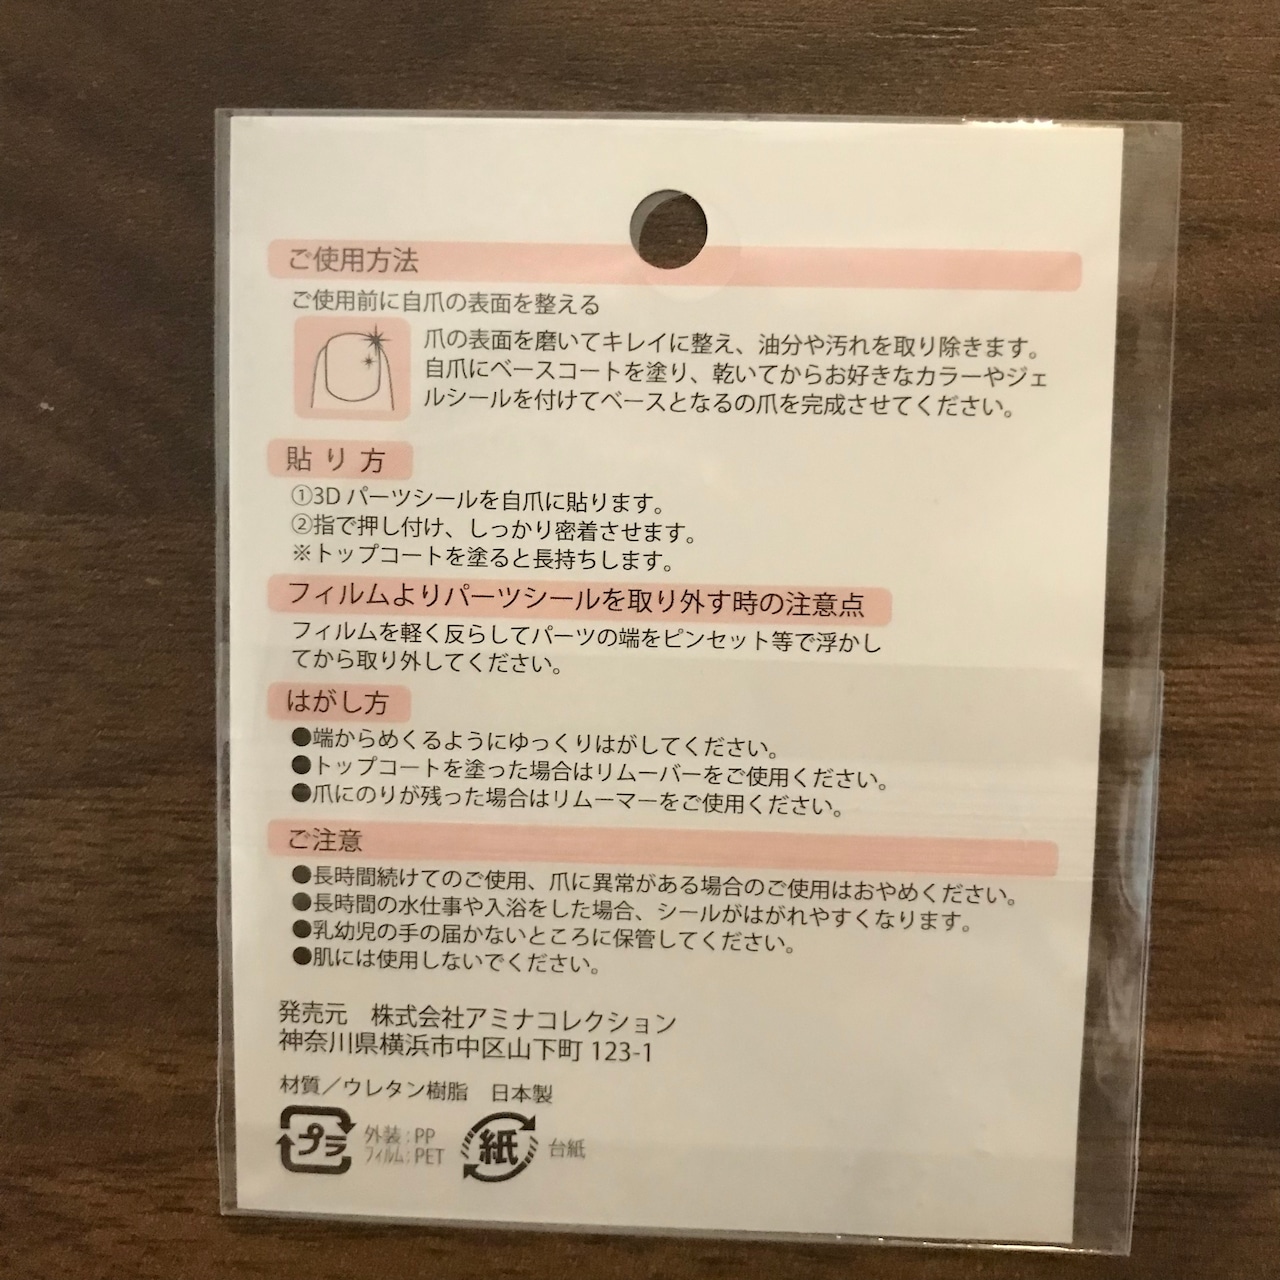 ご使用方法
ご使用前に自爪の表面を整える
爪の表面を磨いてキレイに整え、油分や汚れを取り除きます。
自爪にベースコートを塗り、乾いてからお好きなカラーやジェ
ルシールを付けてベースとなるの爪を完成させてください。
貼り方
①3Dパーツシールを自爪に貼ります。
②指で押し付け、しっかり密着させます。
※トップコートを塗ると長持ちします。
フィルムよりパーツシールを取り外す時の注意点
フィルムを軽く反らしてパーツの端をピンセット等で浮かし
てから取り外してください。
はがし方
●端からめくるようにゆっくりはがしてください。
●トップコートを塗った場合はリムーバーをご使用ください。
●爪にのりが残った場合はリムーマーをご使用ください。
ご注意
●長時間続けてのご使用、爪に異常がある場合のご使用はおやめください。
●長時間の水仕事や入浴をした場合、シールがはがれやすくなります。
●乳幼児の手の届かないところに保管してください。
●肌には使用しないでください。
発売元　株式会社アミナコレクション
神奈川県横浜市中区山下町 123-1
材質／ウレタン樹脂　日本製
プラ
外装：PP
フィルム：PET
紙
台紙